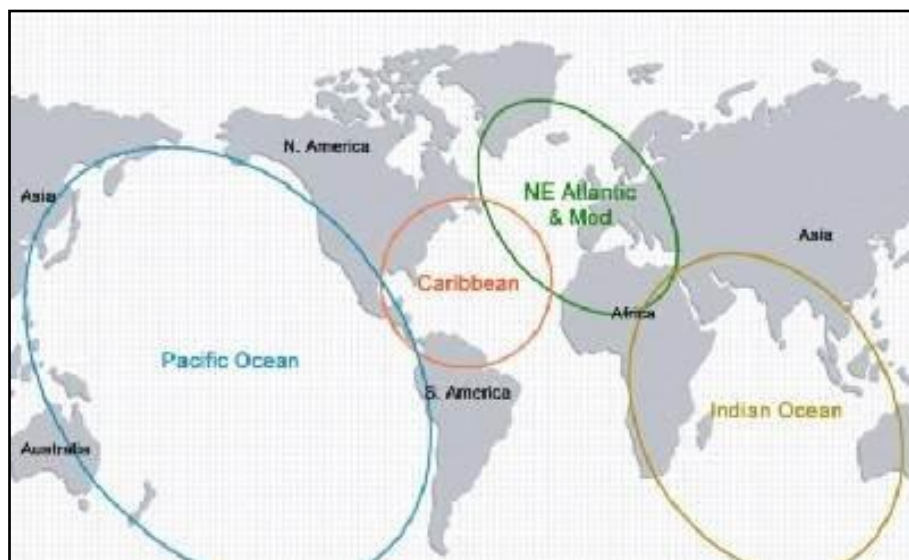 N. America
Asia
NE Atlantic
& Med
Asia
Caribbean
Africa
Pacific Ocean
S. America
Indian Ocean
Australia